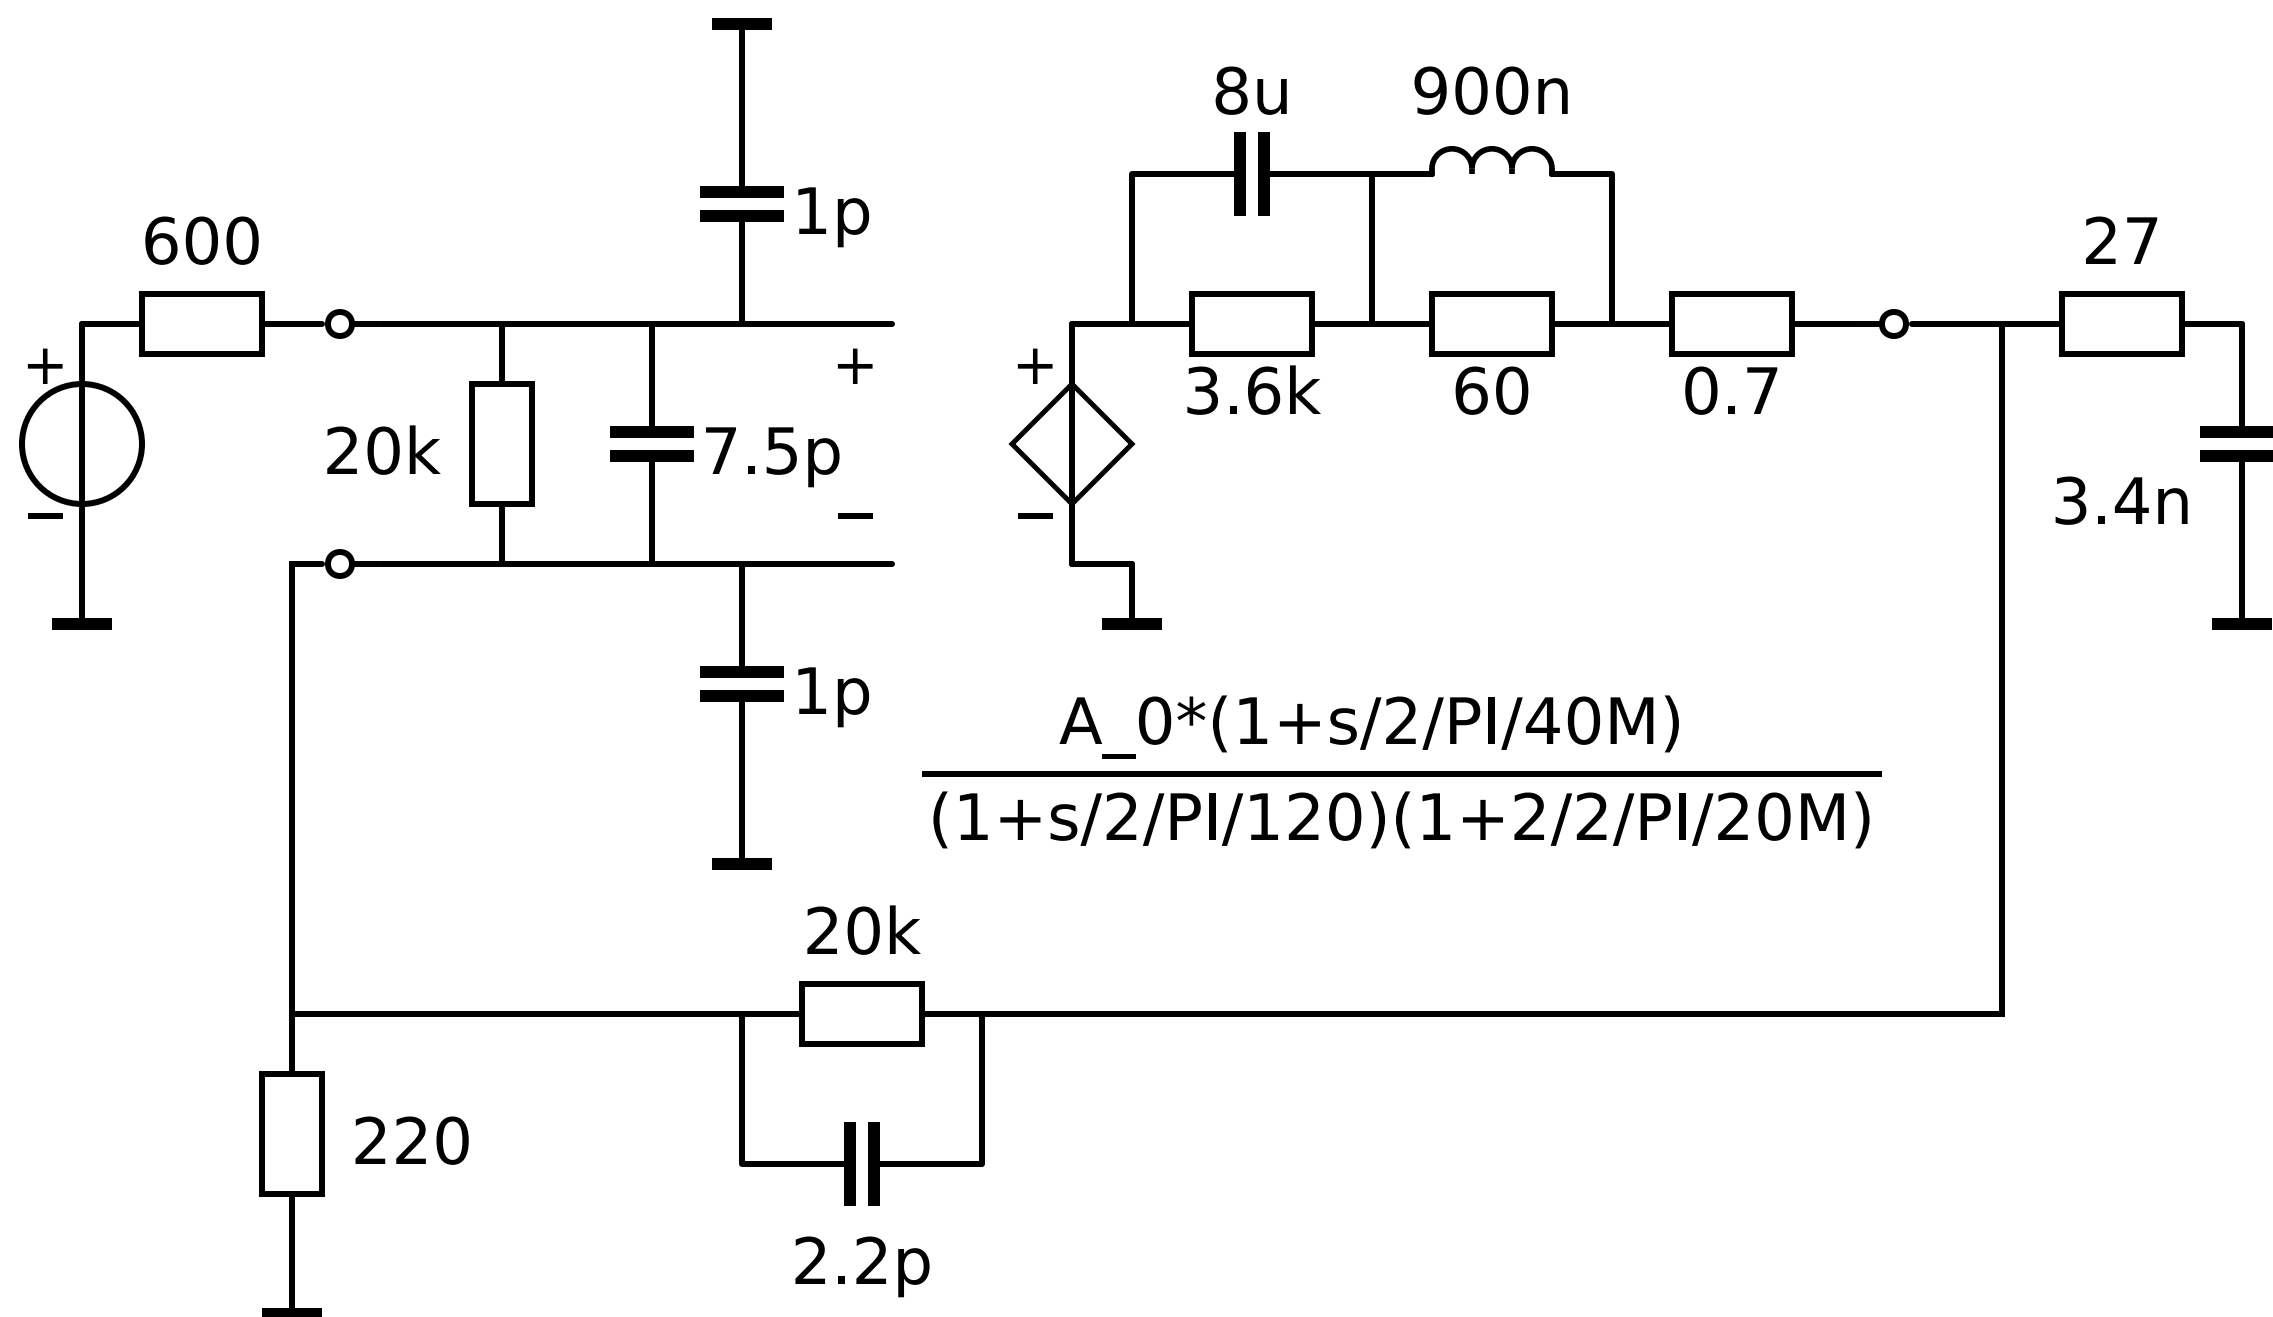 8u
900n
1p
600
27
+
+
+
3.6k
60
0.7
20k
7.5p
3.4n
−
−
−
1p
A_0*(1+s/2/PI/40M)
(1+s/2/PI/120)(1+2/2/PI/20M)
20k
220
2.2p